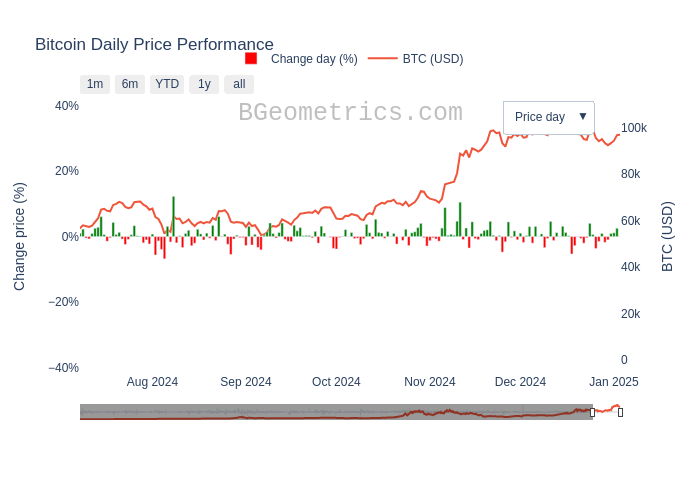 Bitcoin Daily Price Performance
Change day (%) BTC (USD)
1m 6m YTD 1y all
BGeometrics.com
Price day ▼
40%
20%
0%
−20%
−40%
Change price (%)
100k
80k
60k
40k
20k
0
BTC (USD)
Aug 2024 Sep 2024 Oct 2024 Nov 2024 Dec 2024 Jan 2025